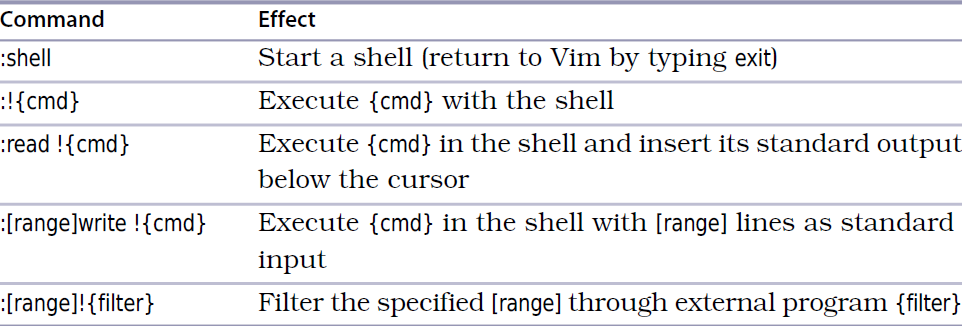 Command Effect
:shell Start a shell (return to Vim by typing exit)
:!{cmd} Execute {cmd} with the shell
:read !{cmd} Execute {cmd} in the shell and insert its standard output
below the cursor
:[range]write !{cmd} Execute {cmd} in the shell with [range] lines as standard
input
:[range]!{filter} Filter the specified [range] through external program {filter}